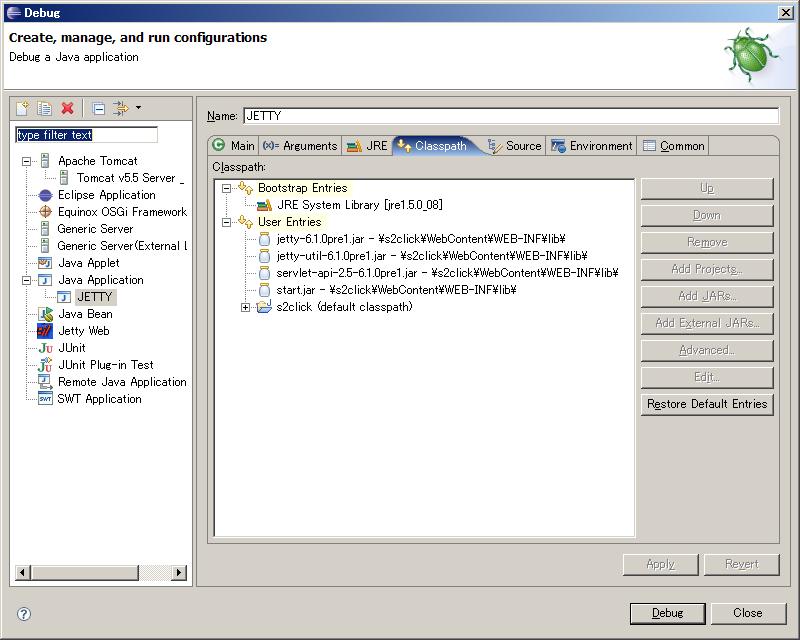 Debug
Create, manage, and run configurations
Debug a Java application
Name: JETTY
type filter text
Apache Tomcat
Tomcat v5.5 Server _
Eclipse Application
Equinox OSGi Framework
Generic Server
Generic Server(External L
Java Applet
Java Application
JETTY
Java Bean
Jetty Web
JUnit
JUnit Plug-in Test
Remote Java Application
SWT Application
Main (x)= Arguments JRE Classpath Source Environment Common
Classpath:
Bootstrap Entries
JRE System Library [jre1.5.0_08]
User Entries
jetty-6.1.0pre1.jar - ¥s2click¥WebContent¥WEB-INF¥lib¥
jetty-util-6.1.0pre1.jar - ¥s2click¥WebContent¥WEB-INF¥lib¥
servlet-api-2.5-6.1.0pre1.jar - ¥s2click¥WebContent¥WEB-INF¥lib¥
start.jar - ¥s2click¥WebContent¥WEB-INF¥lib¥
s2click (default classpath)
Up
Down
Remove
Add Projects...
Add JARs...
Add External JARs...
Advanced...
Edit...
Restore Default Entries
Apply Revert
Debug Close